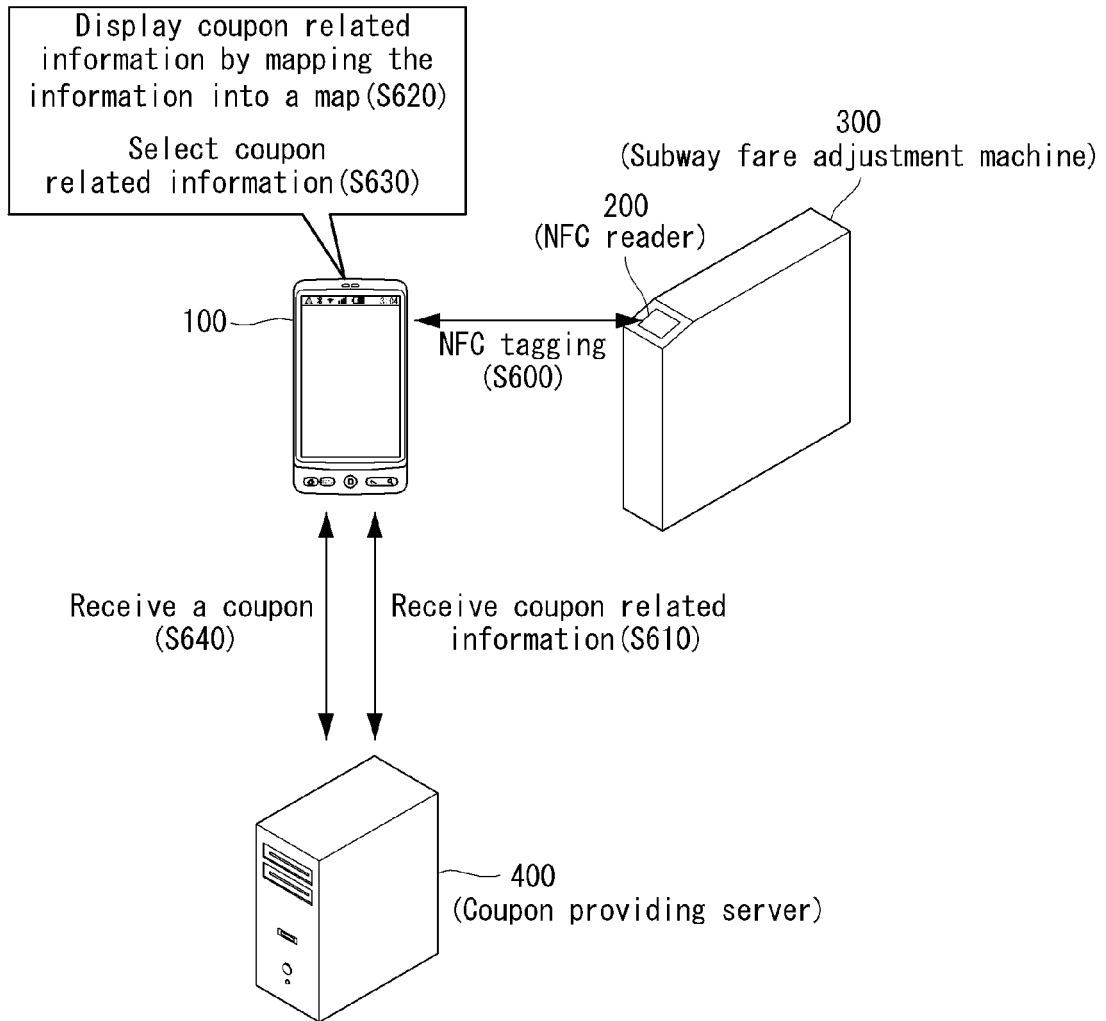 Display coupon related
information by mapping the
information into a map(S620)
Select coupon
related information(S630)
300
(Subway fare adjustment machine)
200
(NFC reader)
3:04
100
NFC tagging
(S600)
Receive a coupon
(S640)
Receive coupon related
information(S610)
400
(Coupon providing server)